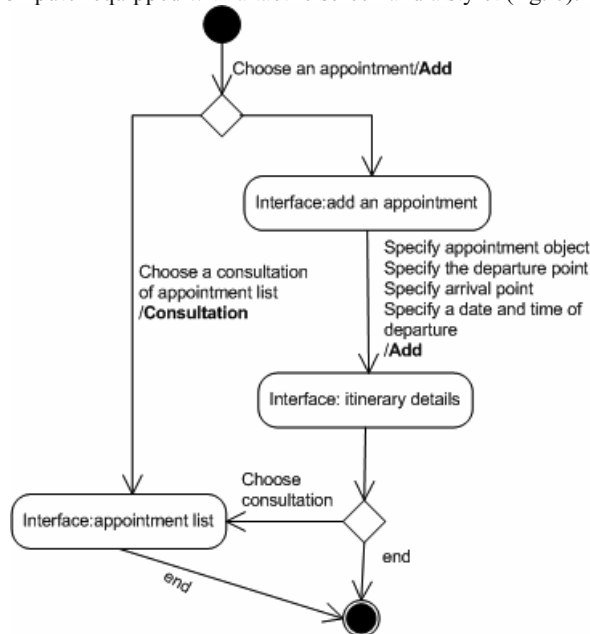 Choose an appointment/Add
Interface:add an appointment
Specify appointment object
Specify the departure point
Specify arrival point
Specify a date and time of
departure
/Add
Choose a consultation
of appointment list
/Consultation
Interface: itinerary details
Choose
consultation
Interface:appointment list
end
end